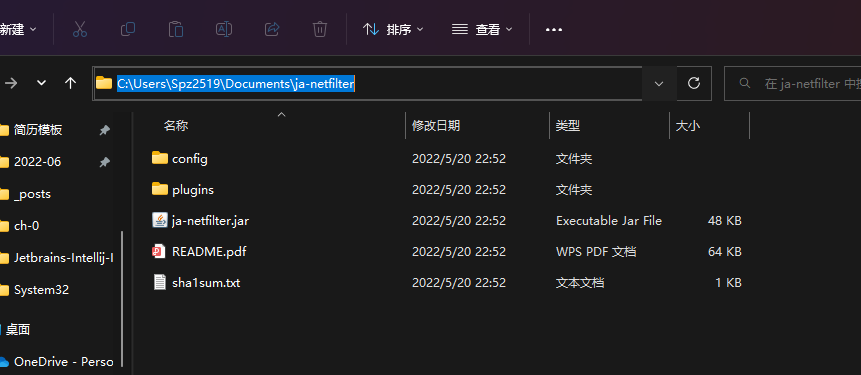 新建
排序
查看
C:\Users\Spz2519\Documents\ja-netfilter
在 ja-netfilter 中
名称 修改日期 类型 大小
简历模板
2022-06
_posts
ch-0
Jetbrains-Intellij-I
System32
桌面
OneDrive - Perso
config 2022/5/20 22:52 文件夹
plugins 2022/5/20 22:52 文件夹
ja-netfilter.jar 2022/5/20 22:52 Executable Jar File 48 KB
README.pdf 2022/5/20 22:52 WPS PDF 文档 64 KB
sha1sum.txt 2022/5/20 22:52 文本文档 1 KB